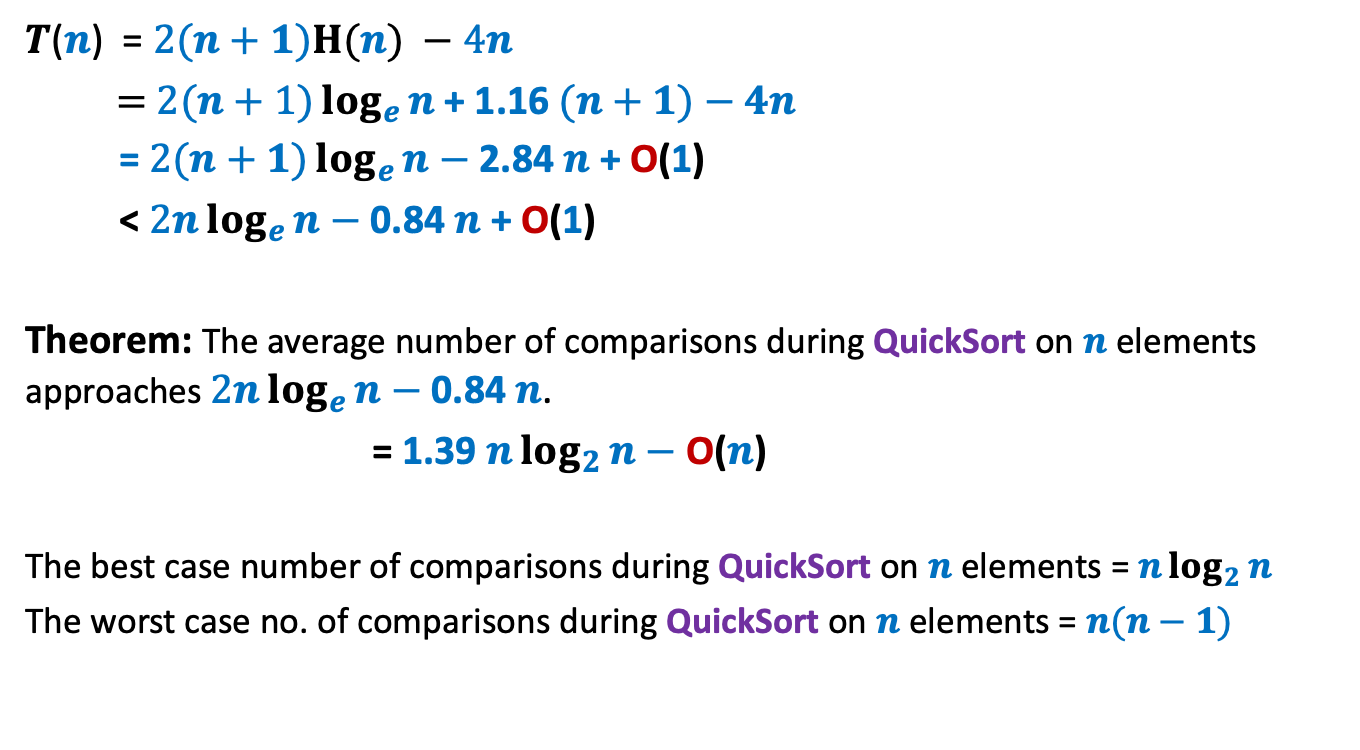 T(n) = 2(n + 1)H(n) − 4n
= 2(n + 1) logₑ n + 1.16 (n + 1) − 4n
= 2(n + 1) logₑ n − 2.84 n + O(1)
< 2n logₑ n − 0.84 n + O(1)
Theorem: The average number of comparisons during QuickSort on n elements
approaches 2n logₑ n − 0.84 n.
= 1.39 n log₂ n − O(n)
The best case number of comparisons during QuickSort on n elements = n log₂ n
The worst case no. of comparisons during QuickSort on n elements = n(n − 1)